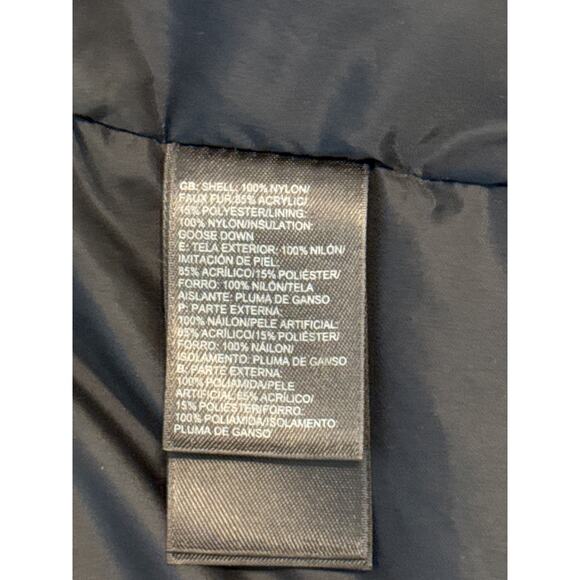 GB: SHELL: 100% NYLON/
FAUX FUR: 85% ACRYLIC/
15% POLYESTER/LINING:
100% NYLON/INSULATION:
GOOSE DOWN
E: TELA EXTERIOR: 100% NILÓN/
IMITACIÓN DE PIEL:
85% ACRÍLICO/15% POLIÉSTER/
FORRO: 100% NILÓN/TELA
AISLANTE: PLUMA DE GANSO
P: PARTE EXTERNA:
100% NÁILON/PELE ARTIFICIAL:
85% ACRÍLICO/15% POLIÉSTER/
FORRO: 100% NÁILON/
ISOLAMENTO: PLUMA DE GANSO
B: PARTE EXTERNA:
100% POLIAMIDA/PELE
ARTIFICIAL:85% ACRÍLICO/
15% POLIÉSTER/FORRO:
100% POLIAMIDA/ISOLAMENTO:
PLUMA DE GANSO